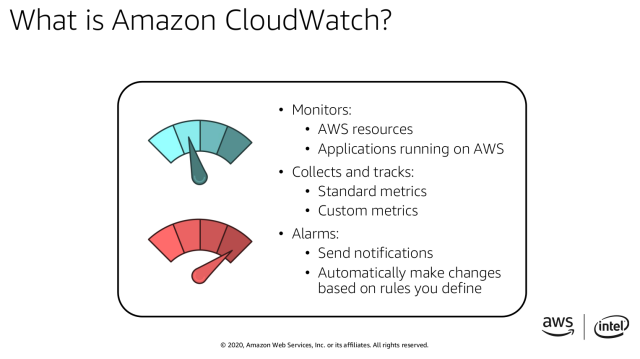 What is Amazon CloudWatch?
• Monitors:
• AWS resources
• Applications running on AWS
• Collects and tracks:
• Standard metrics
• Custom metrics
• Alarms:
• Send notifications
• Automatically make changes
based on rules you define
aws
intel
© 2020, Amazon Web Services, Inc. or its affiliates. All rights reserved.